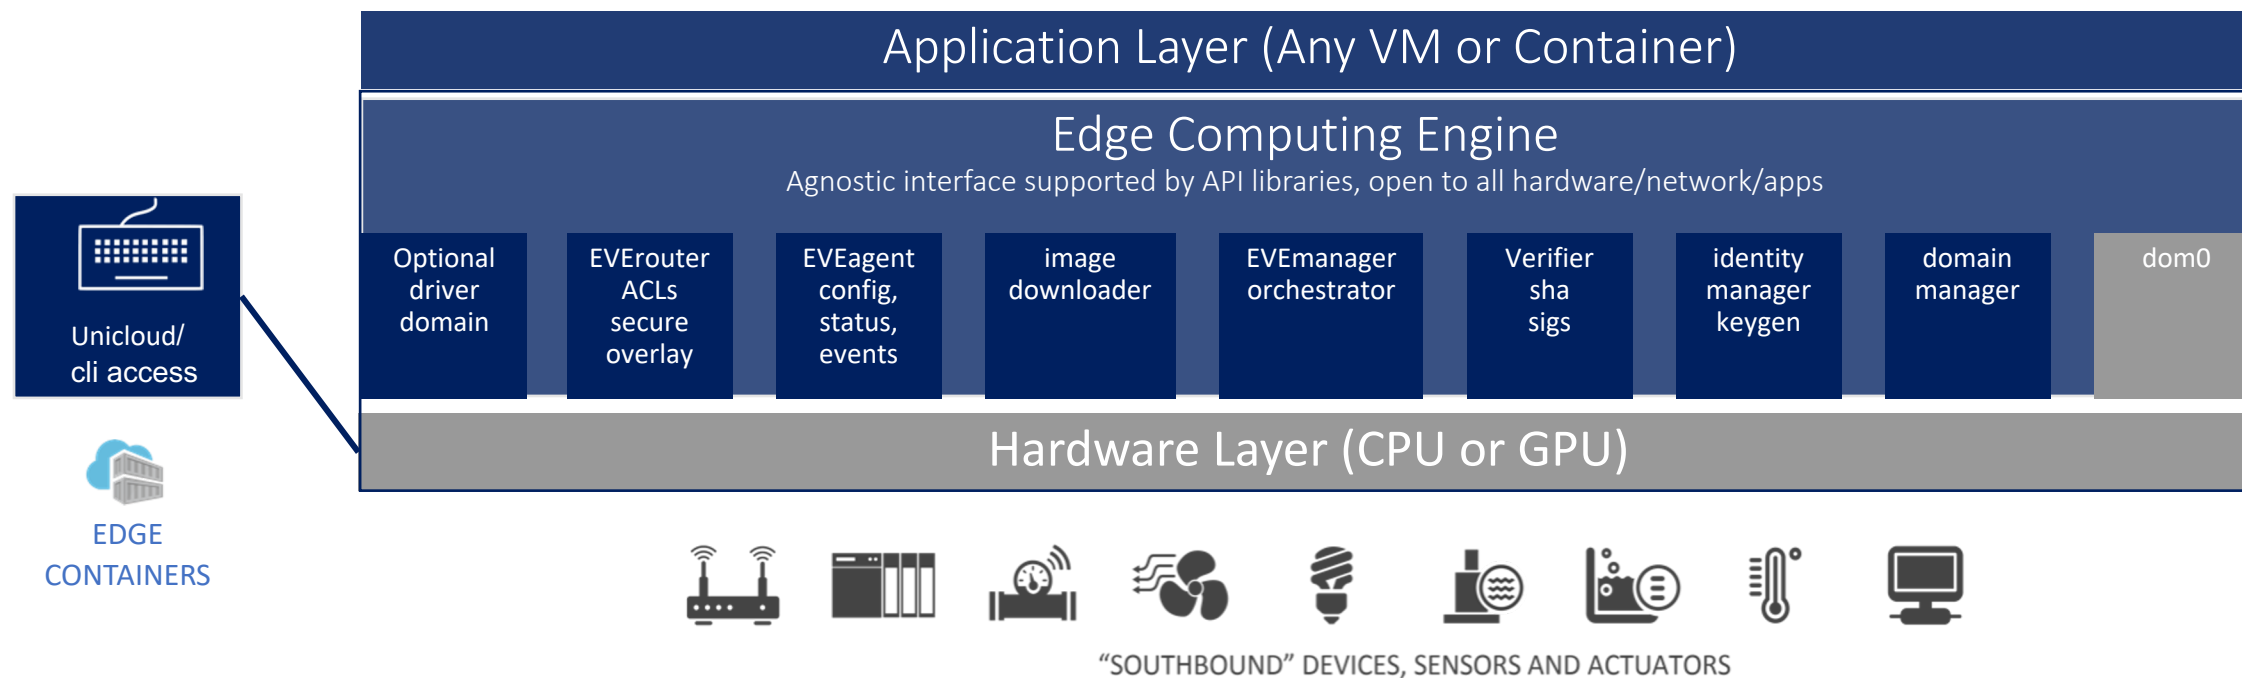 Application Layer (Any VM or Container)
Edge Computing Engine
Agnostic interface supported by API libraries, open to all hardware/network/apps
Unicloud/
cli access
Optional
driver
domain
EVErouter
ACLs
secure
overlay
EVEagent
config,
status,
events
image
downloader
EVEmanager
orchestrator
Verifier
sha
sigs
identity
manager
keygen
domain
manager
dom0
Hardware Layer (CPU or GPU)
EDGE
CONTAINERS
“SOUTHBOUND” DEVICES, SENSORS AND ACTUATORS